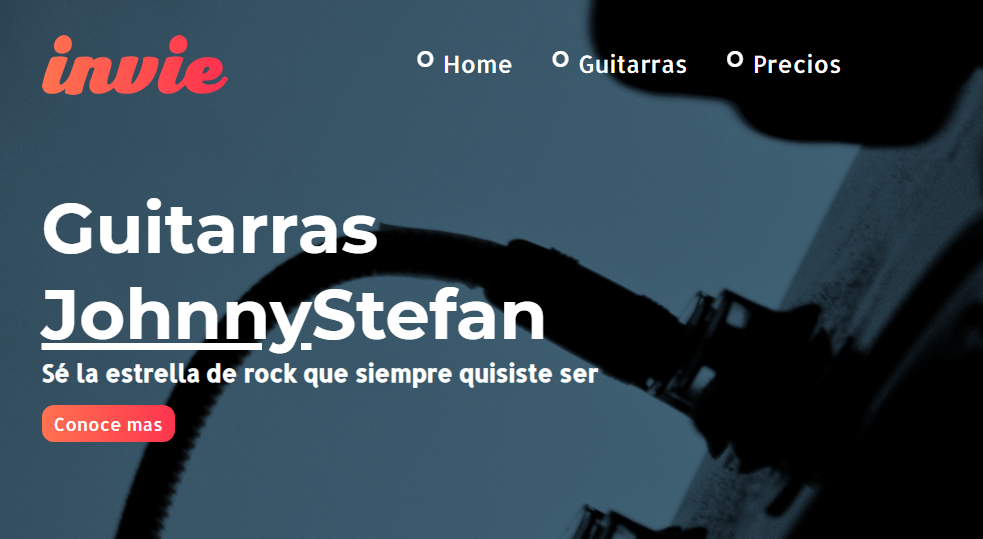 invie
Home Guitarras Precios
Guitarras
JohnnyStefan
Sé la estrella de rock que siempre quisiste ser
Conoce mas